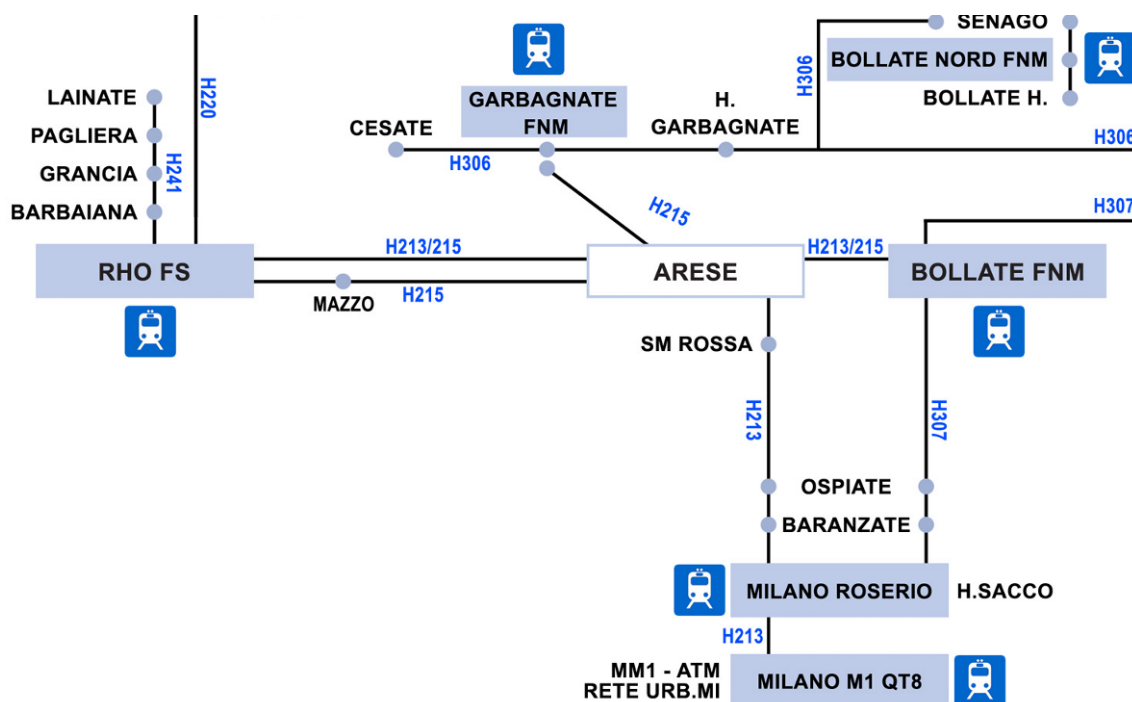 SENAGO
BOLLATE NORD FNM
BOLLATE H.
H306
H306
H220
LAINATE
PAGLIERA
GRANCIA
BARBAIANA
H241
GARBAGNATE
FNM
H.
GARBAGNATE
CESATE
H306
H215
H307
RHO FS
H213/215
ARESE
H213/215
BOLLATE FNM
MAZZO
H215
SM ROSSA
H213
H307
OSPIATE
BARANZATE
MILANO ROSERIO
H.SACCO
H213
MM1 - ATM
RETE URB.MI
MILANO M1 QT8